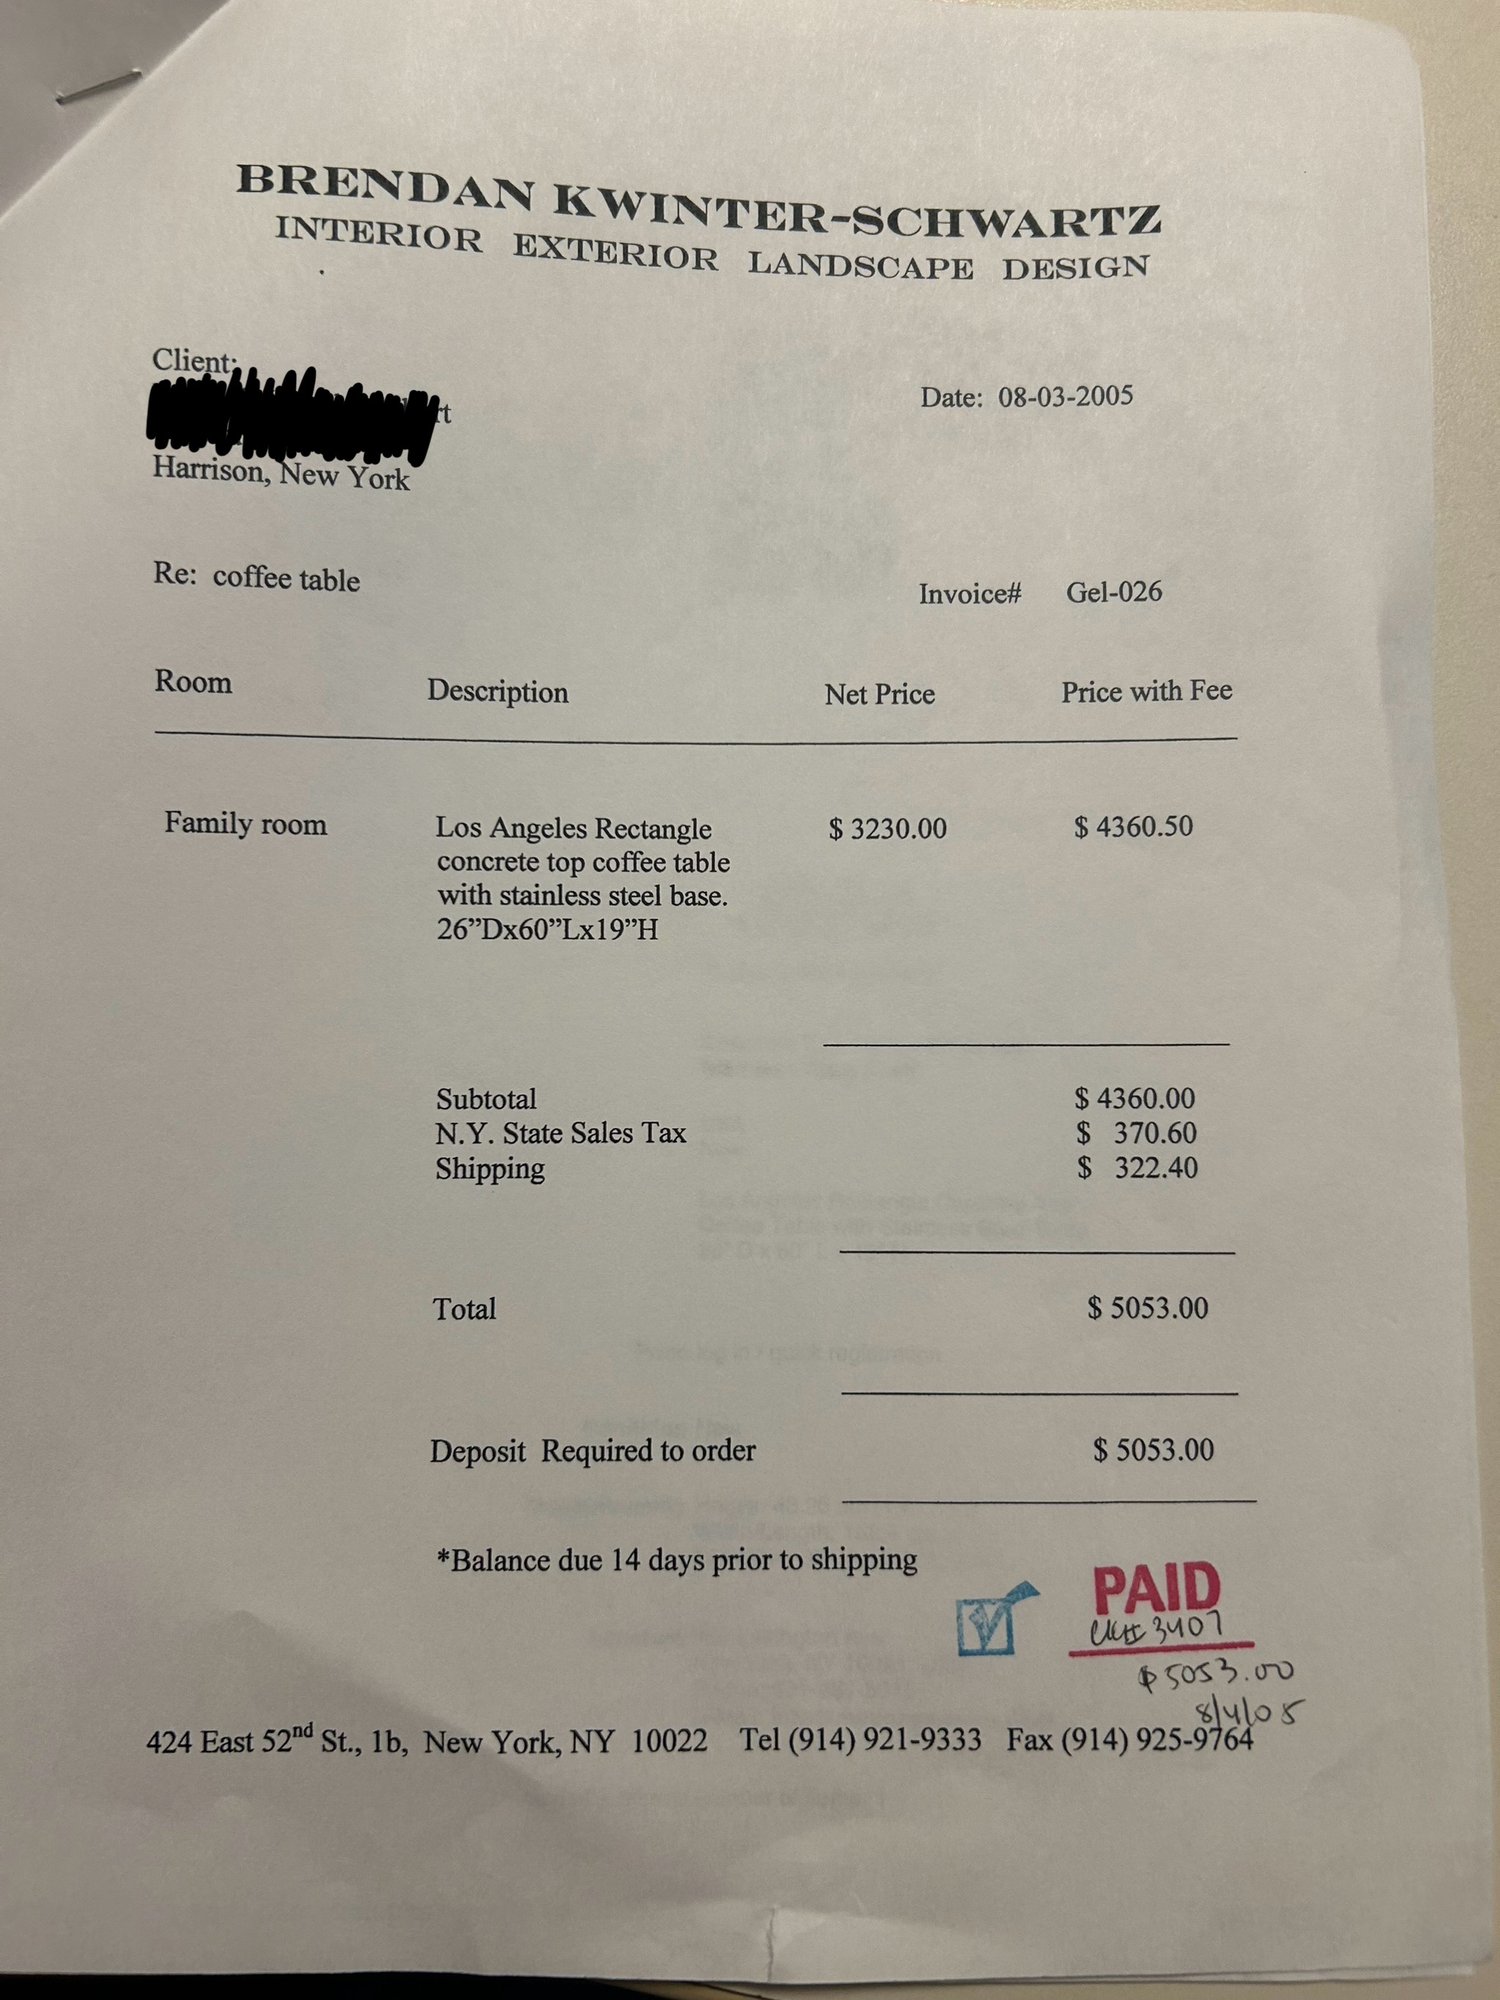 BRENDAN KWINTER-SCHWARTZ
INTERIOR EXTERIOR LANDSCAPE DESIGN
Client:
Harrison, New York
Date: 08-03-2005
Re: coffee table
Invoice# Gel-026
Room Description Net Price Price with Fee
Family room Los Angeles Rectangle $ 3230.00 $ 4360.50
concrete top coffee table
with stainless steel base.
26”Dx60”Lx19”H
Subtotal $ 4360.00
N.Y. State Sales Tax $ 370.60
Shipping $ 322.40
Total $ 5053.00
Deposit Required to order $ 5053.00
*Balance due 14 days prior to shipping
PAID
ck# 3407
$5053.00
8/4/05
424 East 52nd St., 1b, New York, NY 10022 Tel (914) 921-9333 Fax (914) 925-9764